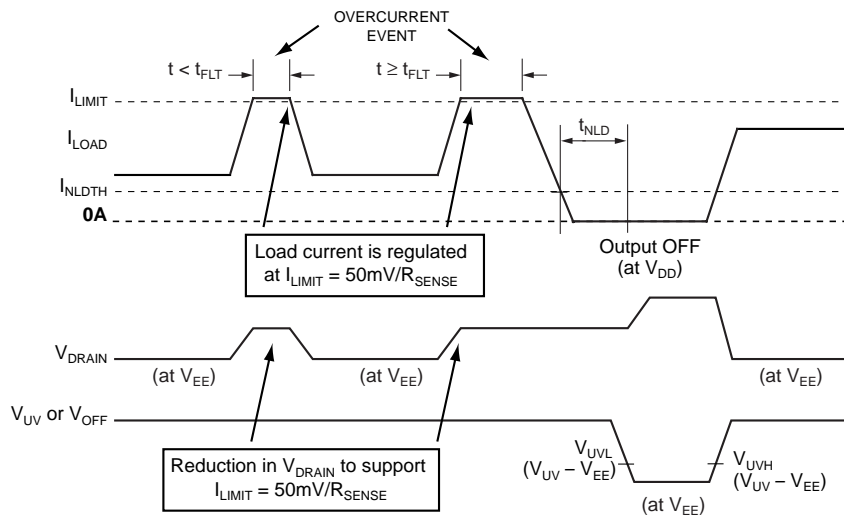 OVERCURRENT
EVENT
t < tFLT
t ≥ tFLT
ILIMIT
ILOAD
tNLD
INLDTH
0A
Load current is regulated
at ILIMIT = 50mV/RSENSE
Output OFF
(at VDD)
VDRAIN
(at VEE)
(at VEE)
(at VEE)
VUV or VOFF
Reduction in VDRAIN to support
ILIMIT = 50mV/RSENSE
VUVL
(VUV – VEE)
VUVH
(VUV – VEE)
(at VEE)